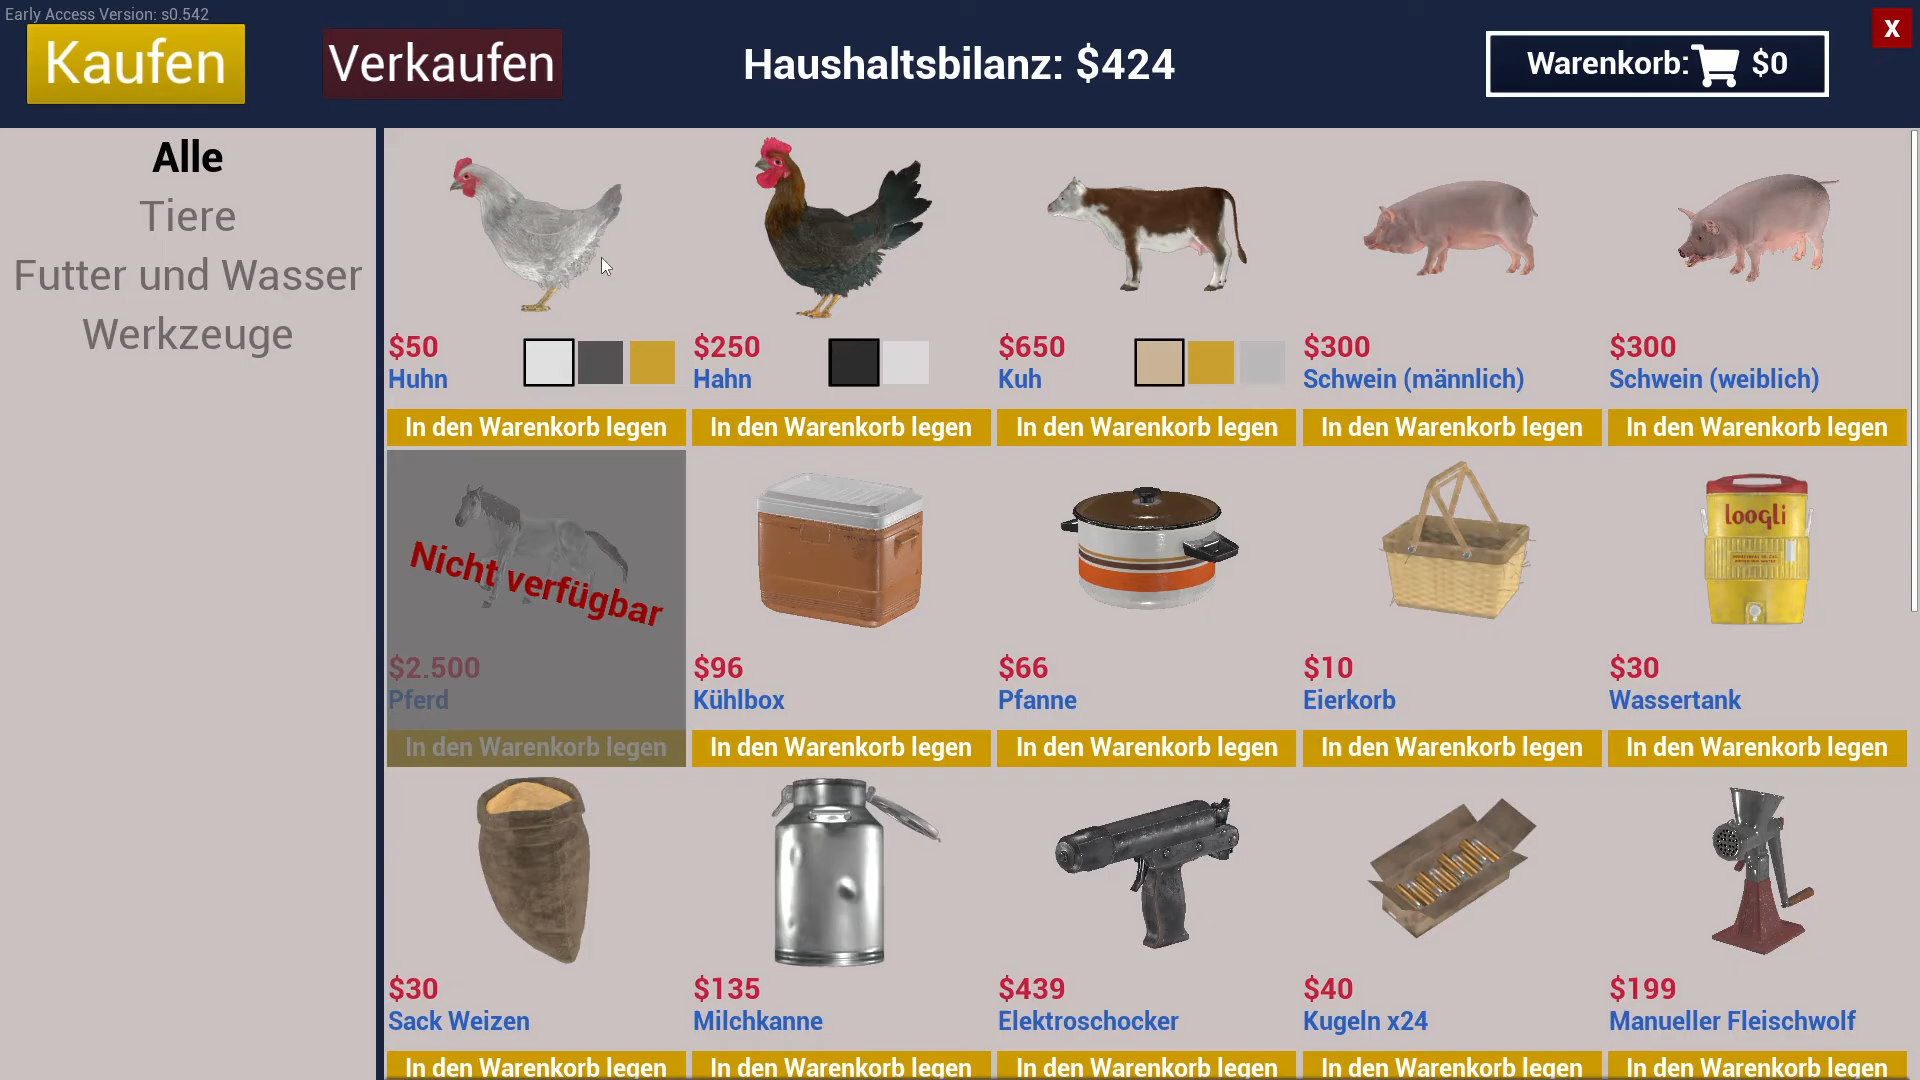 Early Access Version: s0.542
Kaufen
Verkaufen
Haushaltsbilanz: $424
Warenkorb: $0
X
Alle
Tiere
Futter und Wasser
Werkzeuge
$50
Huhn
In den Warenkorb legen
$250
Hahn
In den Warenkorb legen
$650
Kuh
In den Warenkorb legen
$300
Schwein (männlich)
In den Warenkorb legen
$300
Schwein (weiblich)
In den Warenkorb legen
Nicht verfügbar
$2.500
Pferd
In den Warenkorb legen
$96
Kühlbox
In den Warenkorb legen
$66
Pfanne
In den Warenkorb legen
$10
Eierkorb
In den Warenkorb legen
loogli
$30
Wassertank
In den Warenkorb legen
$30
Sack Weizen
In den Warenkorb legen
$135
Milchkanne
In den Warenkorb legen
$439
Elektroschocker
In den Warenkorb legen
$40
Kugeln x24
In den Warenkorb legen
$199
Manueller Fleischwolf
In den Warenkorb legen